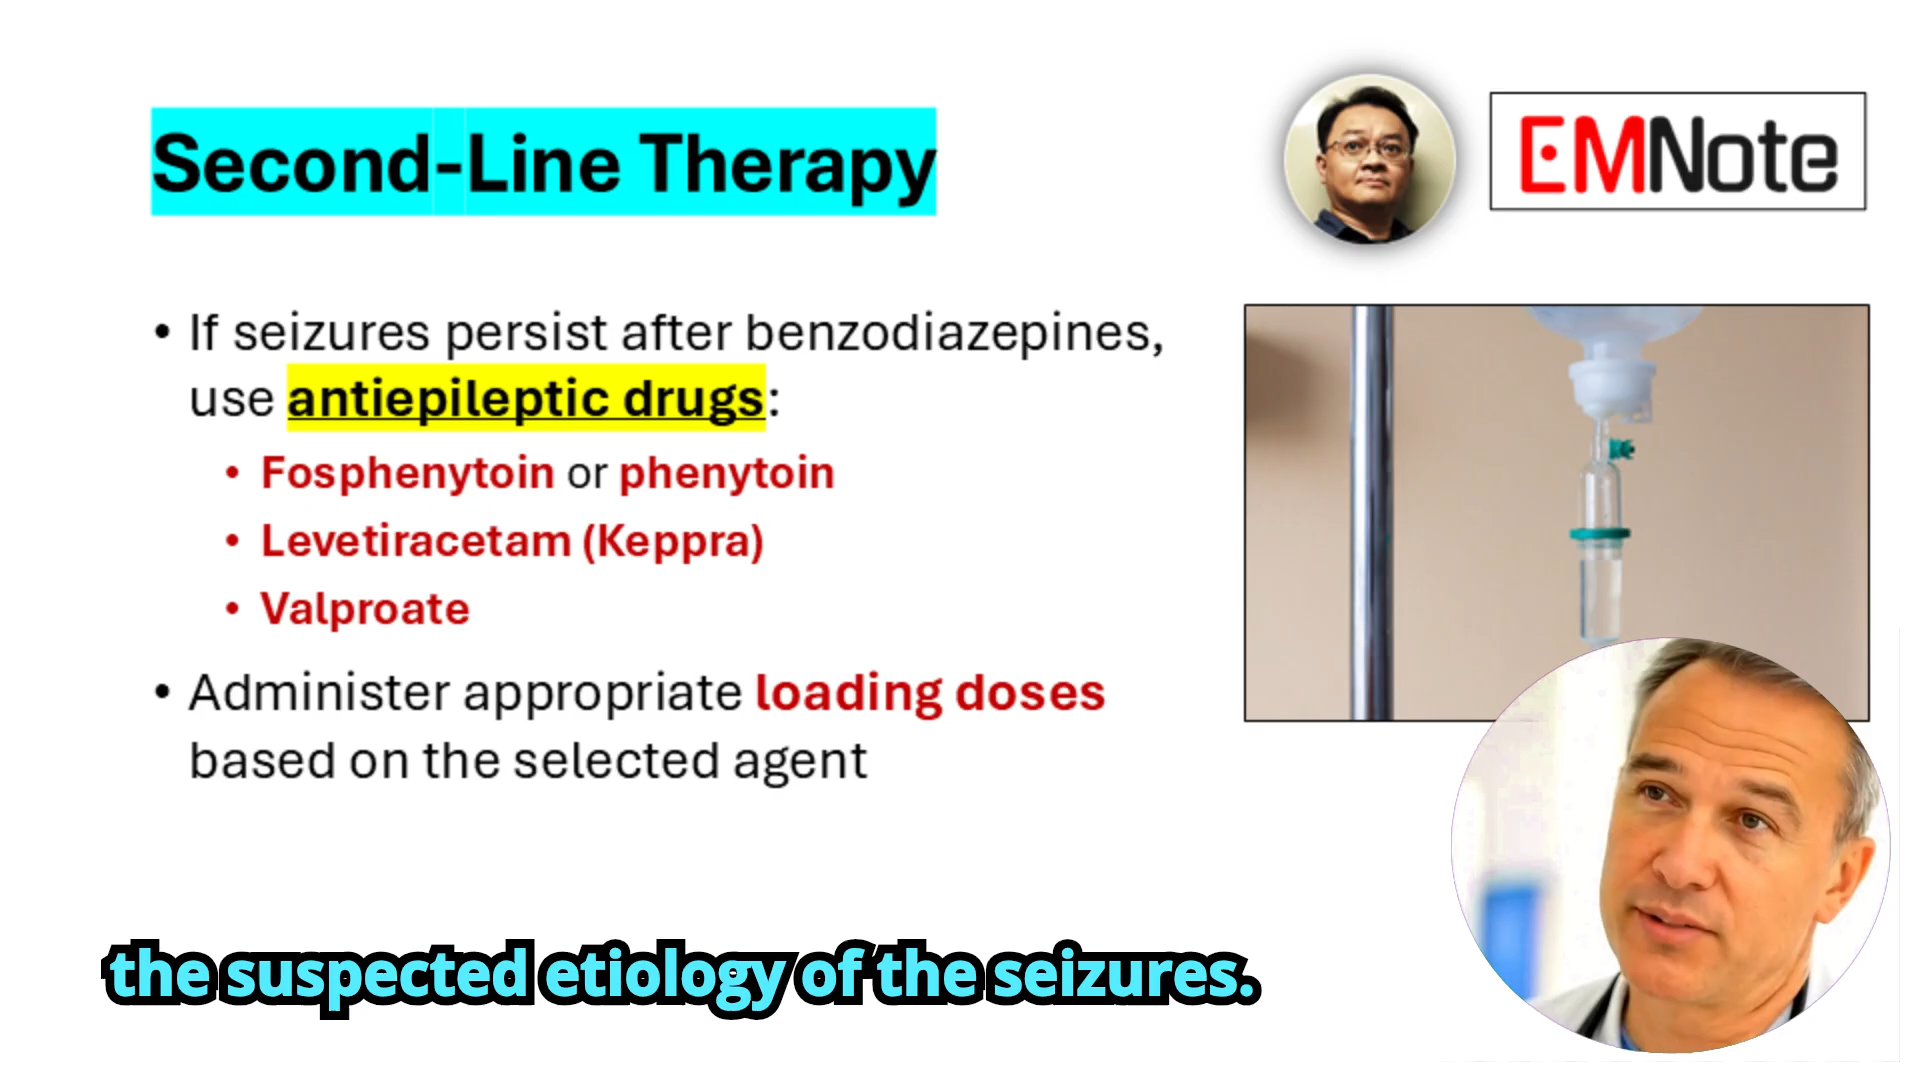 Second-Line Therapy
EMNote
• If seizures persist after benzodiazepines,
use antiepileptic drugs:
• Fosphenytoin or phenytoin
• Levetiracetam (Keppra)
• Valproate
• Administer appropriate loading doses
based on the selected agent
the suspected etiology of the seizures.